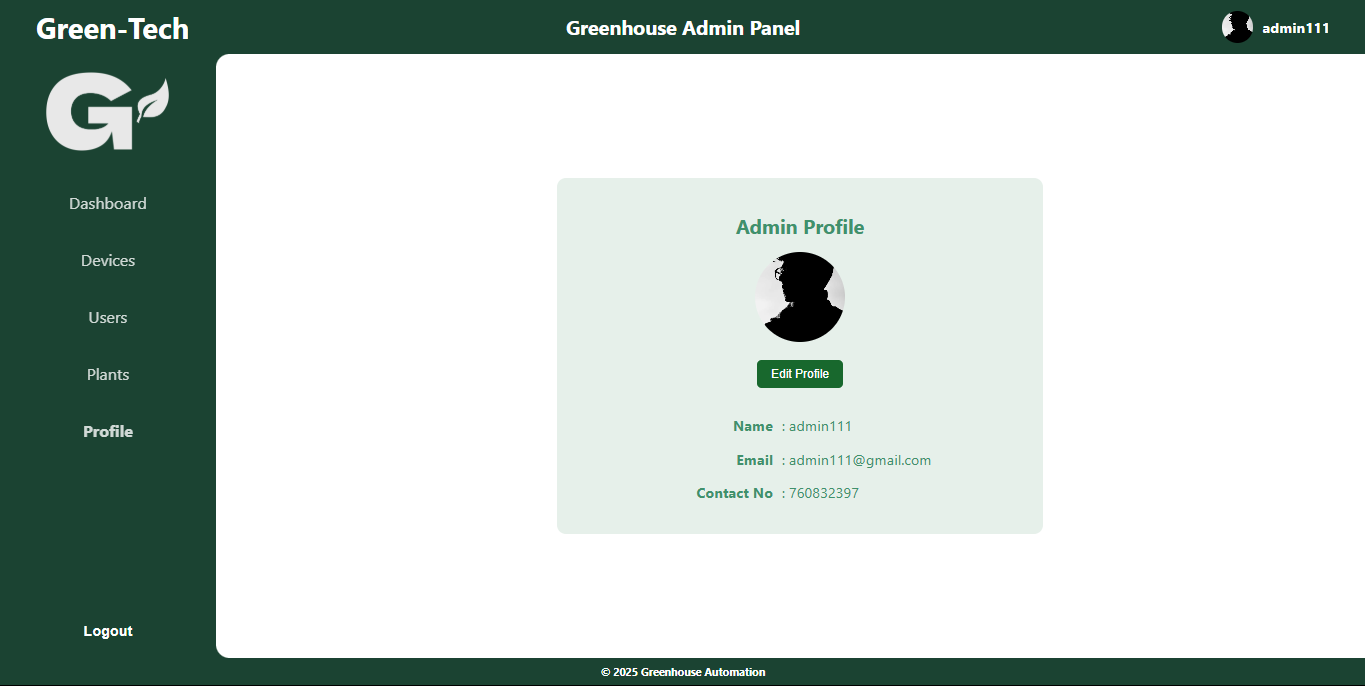 Green-Tech
Greenhouse Admin Panel
admin111
G
Dashboard
Devices
Users
Plants
Profile
Logout
Admin Profile
Edit Profile
Name : admin111
Email : admin111@gmail.com
Contact No : 760832397
© 2025 Greenhouse Automation